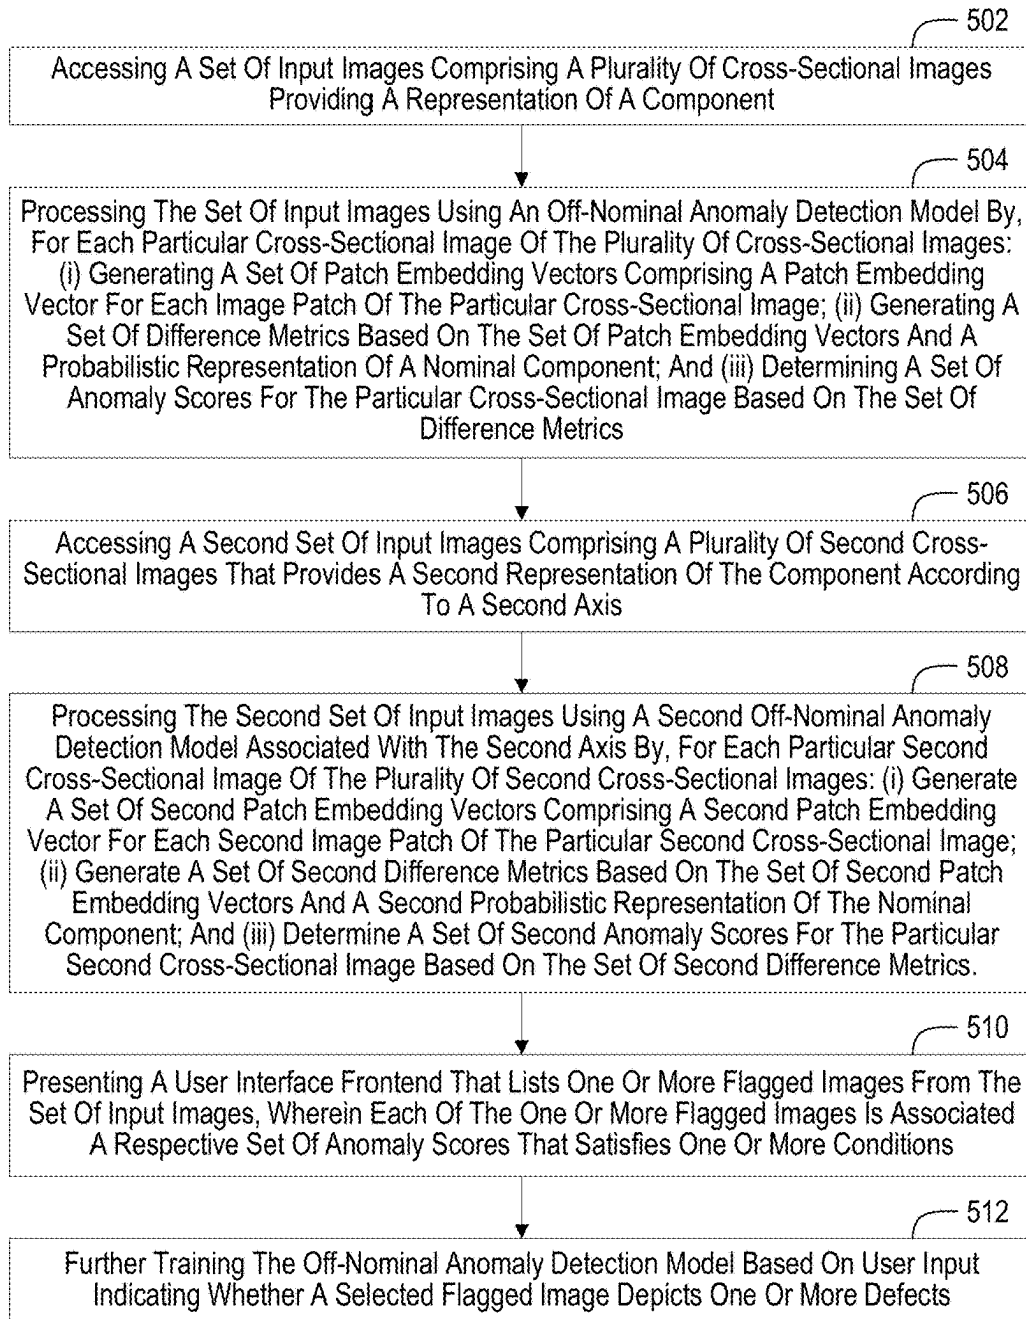 502
Accessing A Set Of Input Images Comprising A Plurality Of Cross-Sectional Images
Providing A Representation Of A Component
504
Processing The Set Of Input Images Using An Off-Nominal Anomaly Detection Model By,
For Each Particular Cross-Sectional Image Of The Plurality Of Cross-Sectional Images:
(i) Generating A Set Of Patch Embedding Vectors Comprising A Patch Embedding
Vector For Each Image Patch Of The Particular Cross-Sectional Image; (ii) Generating A
Set Of Difference Metrics Based On The Set Of Patch Embedding Vectors And A
Probabilistic Representation Of A Nominal Component; And (iii) Determining A Set Of
Anomaly Scores For The Particular Cross-Sectional Image Based On The Set Of
Difference Metrics
506
Accessing A Second Set Of Input Images Comprising A Plurality Of Second Cross-
Sectional Images That Provides A Second Representation Of The Component According
To A Second Axis
508
Processing The Second Set Of Input Images Using A Second Off-Nominal Anomaly
Detection Model Associated With The Second Axis By, For Each Particular Second
Cross-Sectional Image Of The Plurality Of Second Cross-Sectional Images: (i) Generate
A Set Of Second Patch Embedding Vectors Comprising A Second Patch Embedding
Vector For Each Second Image Patch Of The Particular Second Cross-Sectional Image;
(ii) Generate A Set Of Second Difference Metrics Based On The Set Of Second Patch
Embedding Vectors And A Second Probabilistic Representation Of The Nominal
Component; And (iii) Determine A Set Of Second Anomaly Scores For The Particular
Second Cross-Sectional Image Based On The Set Of Second Difference Metrics.
510
Presenting A User Interface Frontend That Lists One Or More Flagged Images From The
Set Of Input Images, Wherein Each Of The One Or More Flagged Images Is Associated
A Respective Set Of Anomaly Scores That Satisfies One Or More Conditions
512
Further Training The Off-Nominal Anomaly Detection Model Based On User Input
Indicating Whether A Selected Flagged Image Depicts One Or More Defects